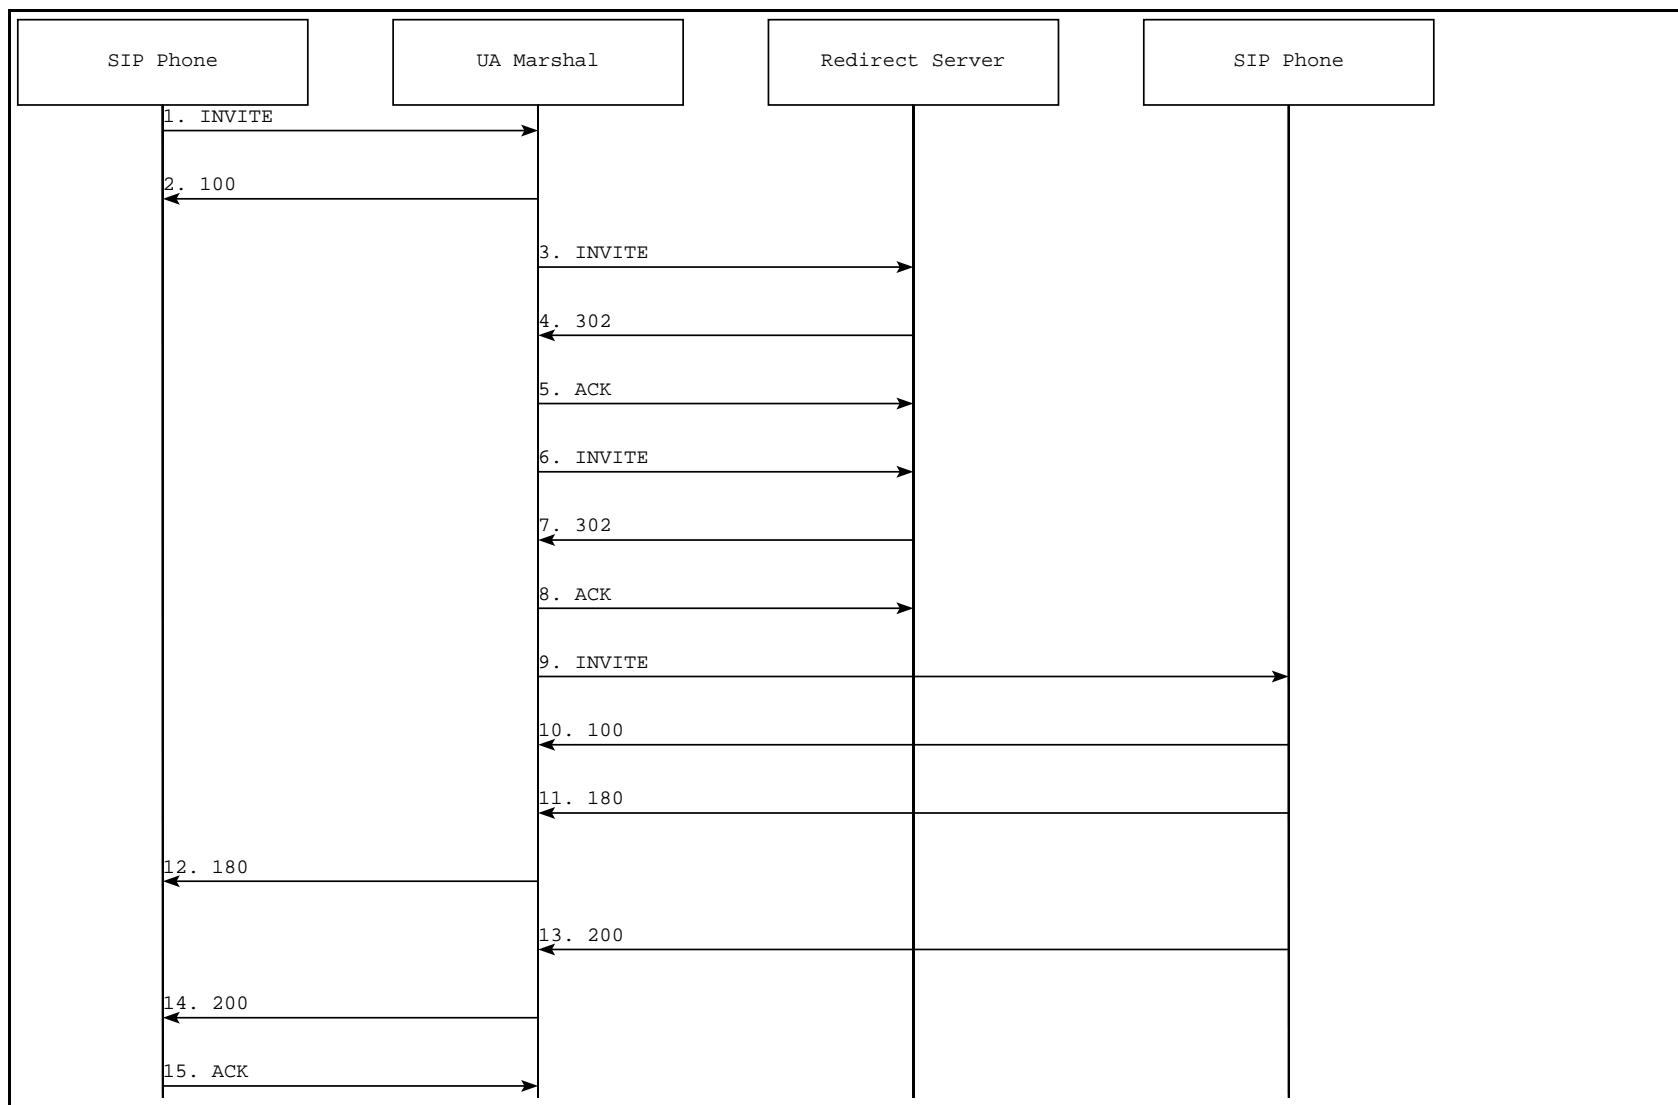 SIP Phone
UA Marshal
Redirect Server
SIP Phone
1. INVITE
2. 100
3. INVITE
4. 302
5. ACK
6. INVITE
7. 302
8. ACK
9. INVITE
10. 100
11. 180
12. 180
13. 200
14. 200
15. ACK